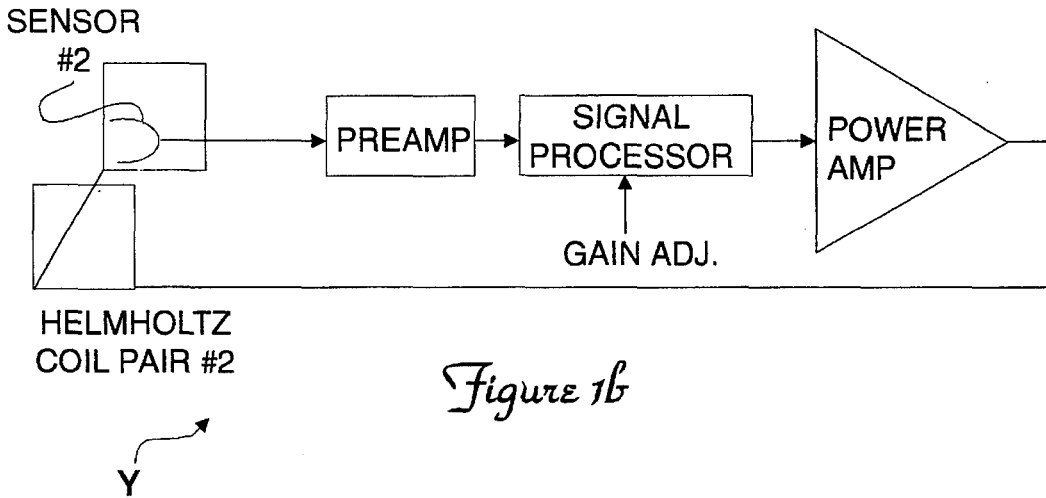 SENSOR
#2
PREAMP
SIGNAL
PROCESSOR
POWER
AMP
GAIN ADJ.
HELMHOLTZ
COIL PAIR #2
Figure 1b
Y